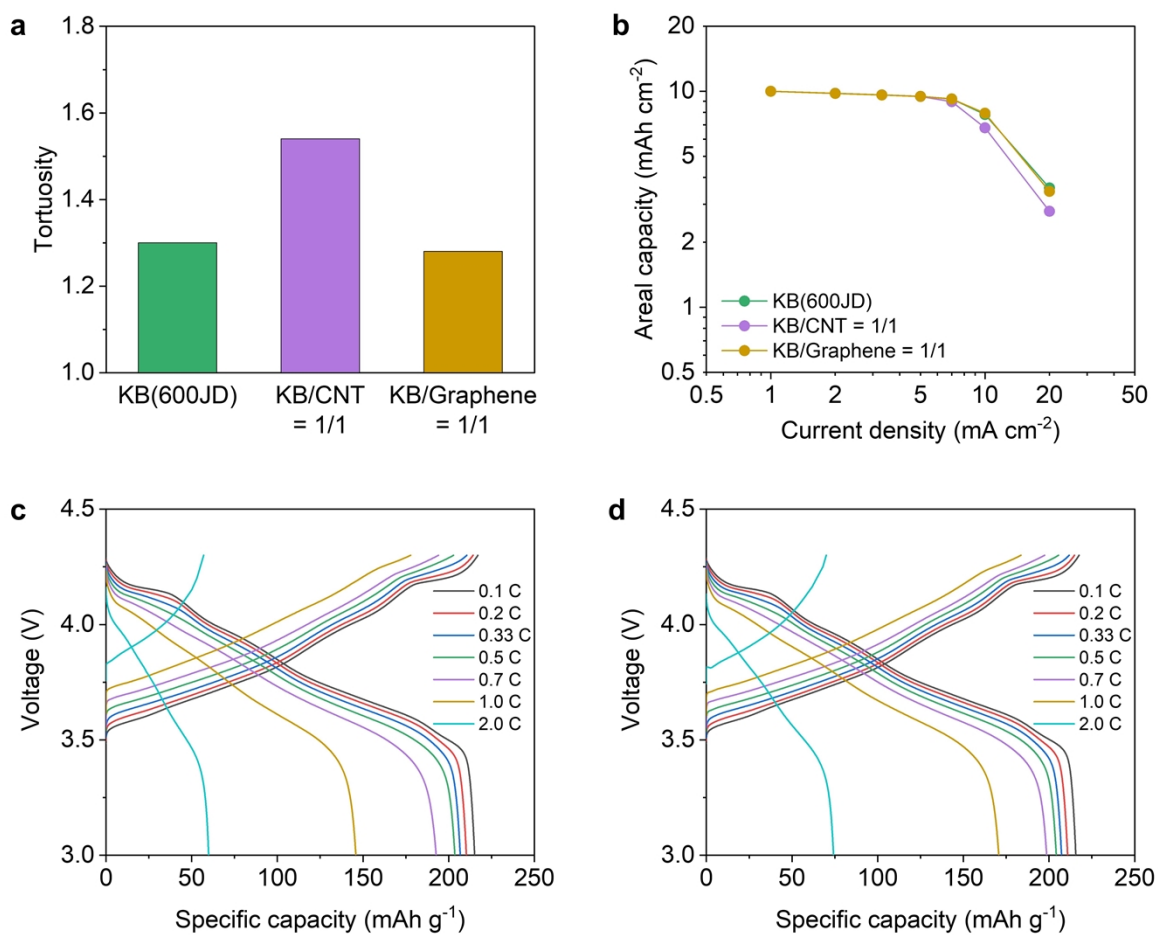 a
1.8
1.6
1.4
1.2
1.0
Tortuosity
KB(600JD)
KB/CNT
= 1/1
KB/Graphene
= 1/1
b
20
10
5
2
1
0.5
Areal capacity (mAh cm⁻²)
KB(600JD)
KB/CNT = 1/1
KB/Graphene = 1/1
0.5 1 2 5 10 20 50
Current density (mA cm⁻²)
c
4.5
4.0
3.5
3.0
Voltage (V)
0.1 C
0.2 C
0.33 C
0.5 C
0.7 C
1.0 C
2.0 C
0 50 100 150 200 250
Specific capacity (mAh g⁻¹)
d
4.5
4.0
3.5
3.0
Voltage (V)
0.1 C
0.2 C
0.33 C
0.5 C
0.7 C
1.0 C
2.0 C
0 50 100 150 200 250
Specific capacity (mAh g⁻¹)